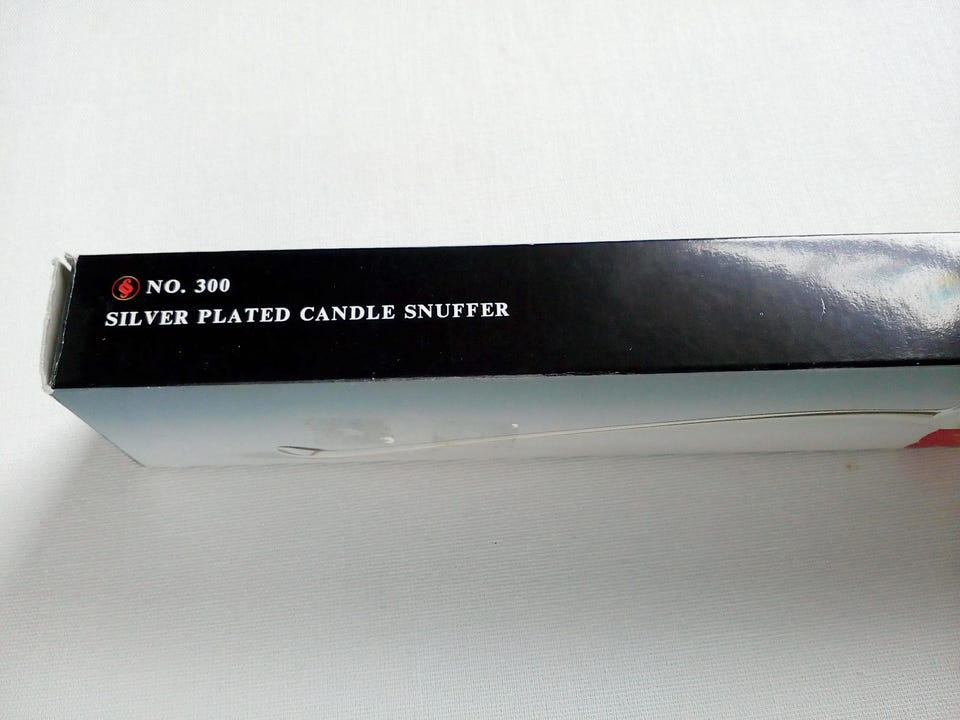 NO. 300
SILVER PLATED CANDLE SNUFFER